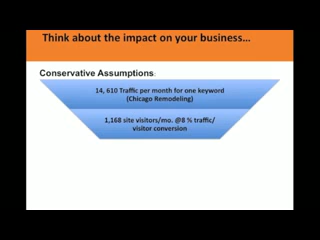 Think about the impact on your business…
Conservative Assumptions:
14, 610 Traffic per month for one keyword
(Chicago Remodeling)
1,168 site visitors/mo. @8 % traffic/
visitor conversion